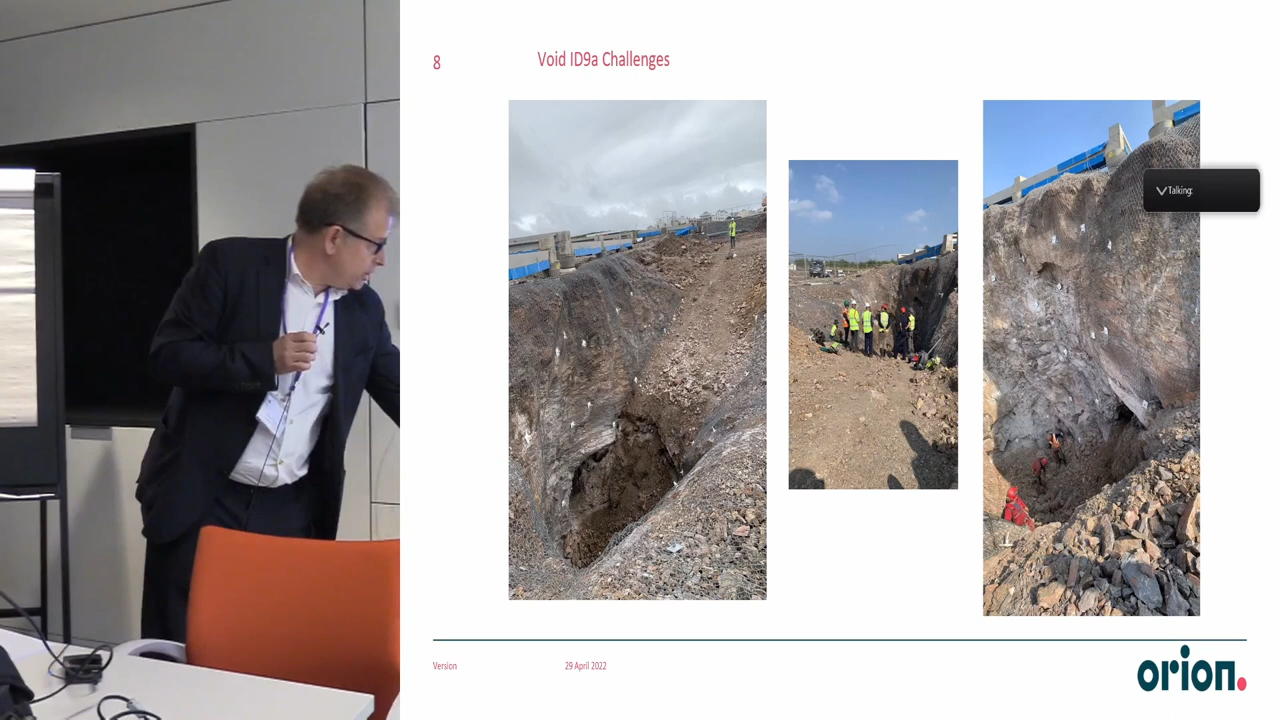 8
Void ID9a Challenges
Talking:
Version
29 April 2022
orion.